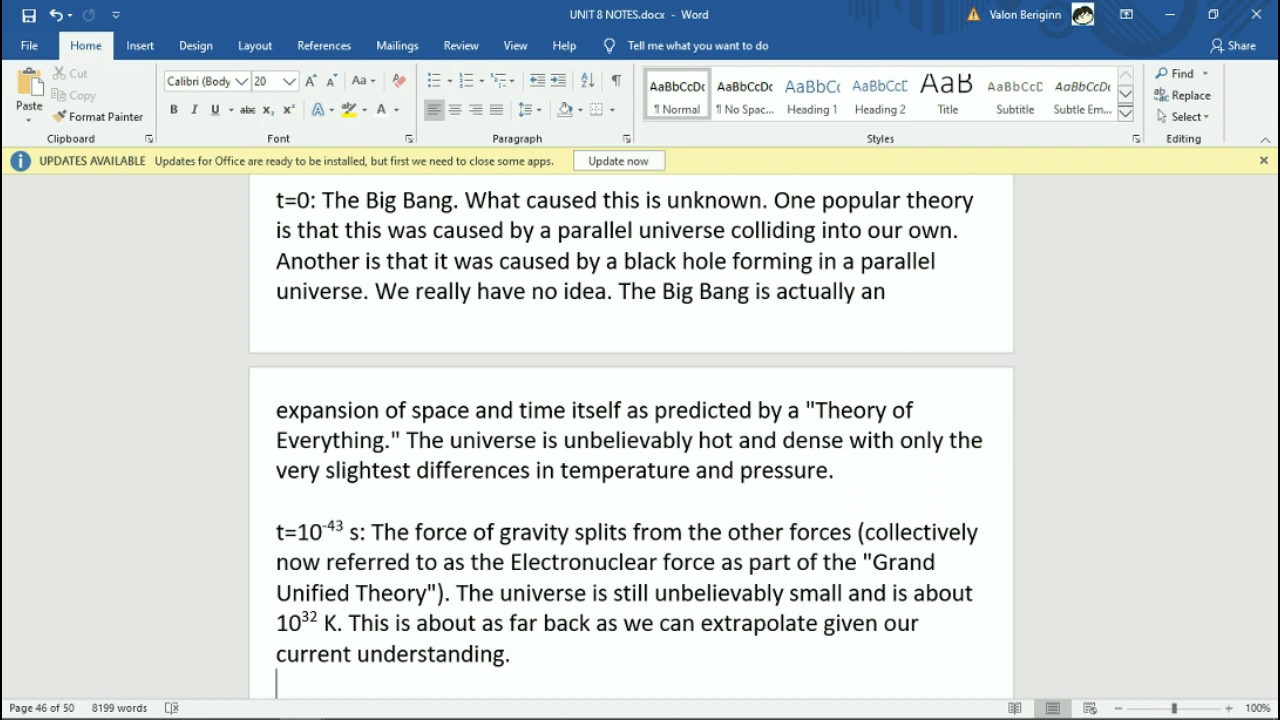 UNIT 8 NOTES.docx - Word
Valon Beriginn
File Home Insert Design Layout References Mailings Review View Help Tell me what you want to do Share
Paste
Cut
Copy
Format Painter
Clipboard
Calibri (Body 20
Font
Paragraph
AaBbCcDc AaBbCcDc AaBbCc AaBbCcD AaB AaBbCcD AaBbCcD
¶ Normal ¶ No Spac... Heading 1 Heading 2 Title Subtitle Subtle Em...
Styles
Find
Replace
Select
Editing
UPDATES AVAILABLE Updates for Office are ready to be installed, but first we need to close some apps. Update now
t=0: The Big Bang. What caused this is unknown. One popular theory
is that this was caused by a parallel universe colliding into our own.
Another is that it was caused by a black hole forming in a parallel
universe. We really have no idea. The Big Bang is actually an
expansion of space and time itself as predicted by a "Theory of
Everything." The universe is unbelievably hot and dense with only the
very slightest differences in temperature and pressure.
t=10⁻⁴³ s: The force of gravity splits from the other forces (collectively
now referred to as the Electronuclear force as part of the "Grand
Unified Theory"). The universe is still unbelievably small and is about
10³² K. This is about as far back as we can extrapolate given our
current understanding.
Page 46 of 50 8199 words 100%